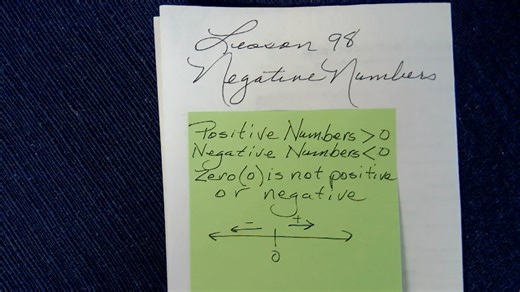 Lesson 98
Negative Numbers
Positive Numbers > 0
Negative Numbers < 0
Zero (0) is not positive
or negative
- +
0